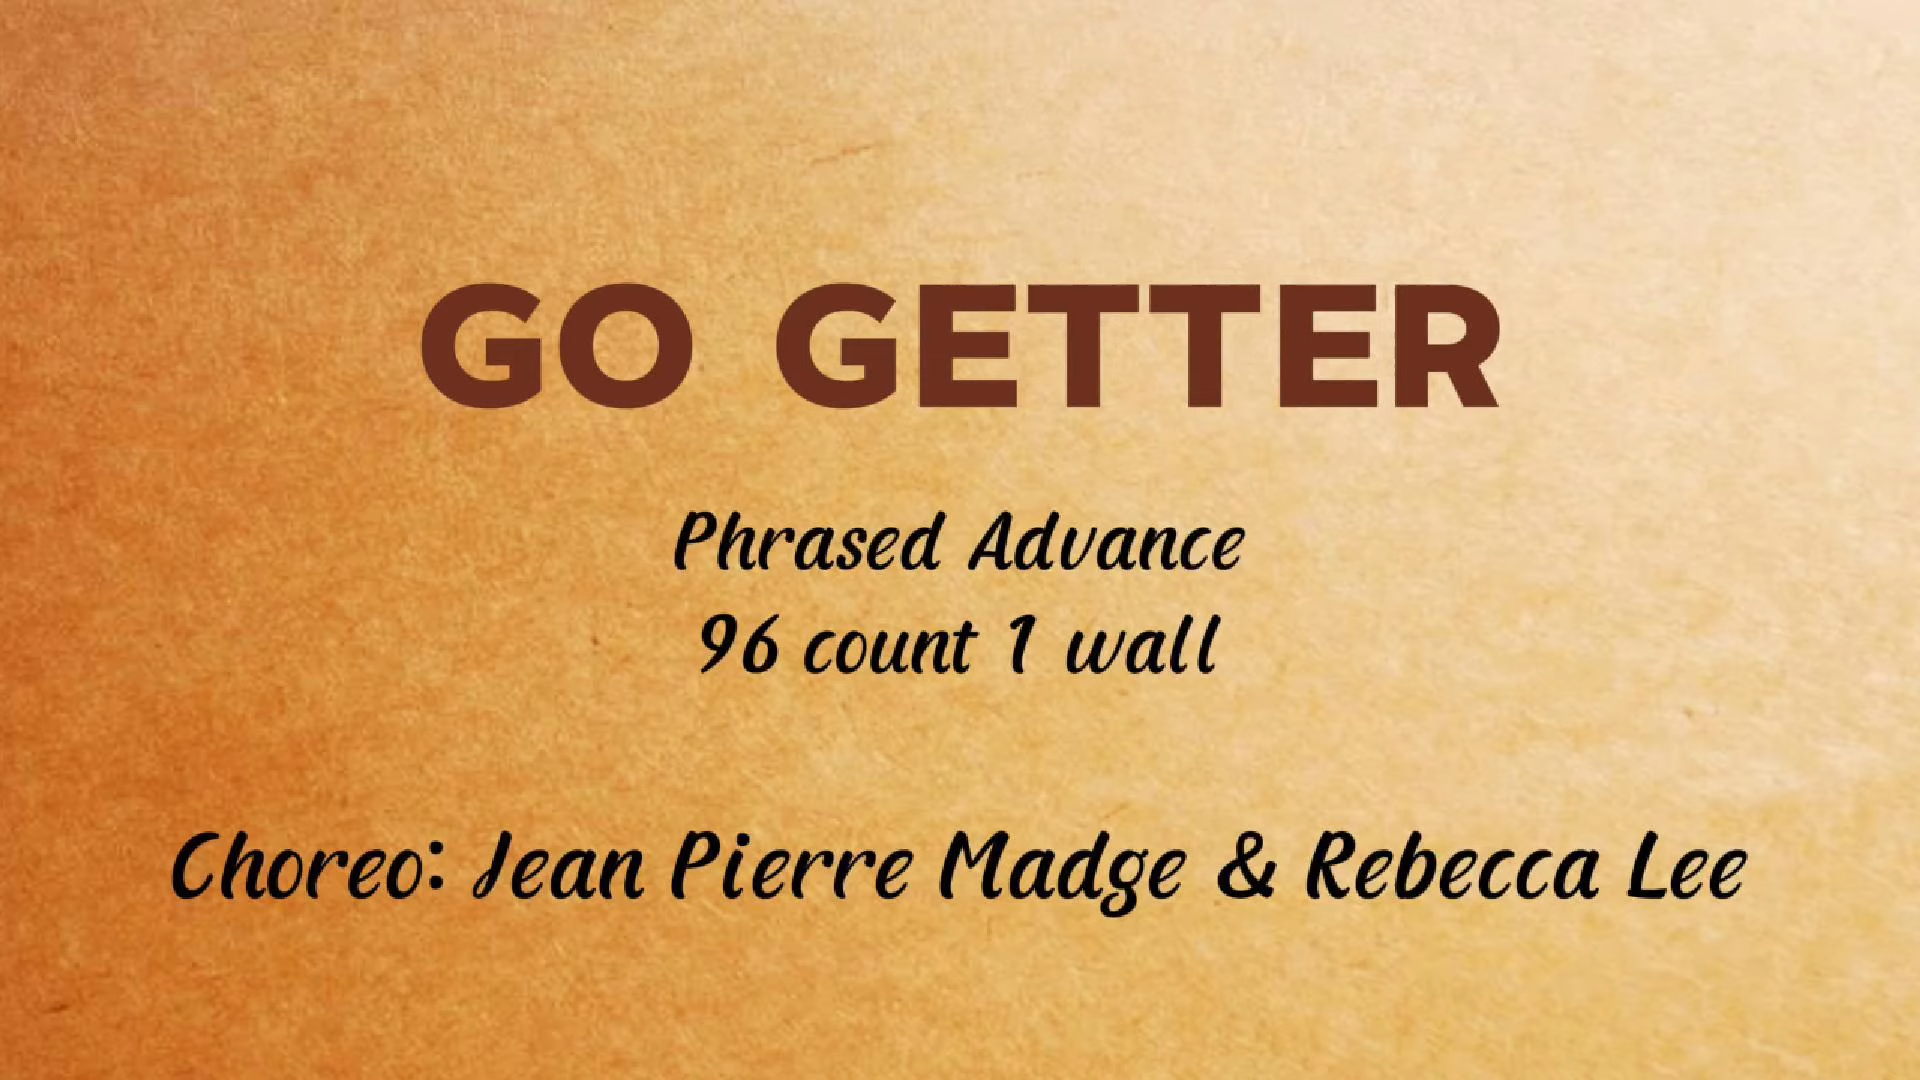 GO GETTER
Phrased Advance
96 count 1 wall
Choreo: Jean Pierre Madge & Rebecca Lee